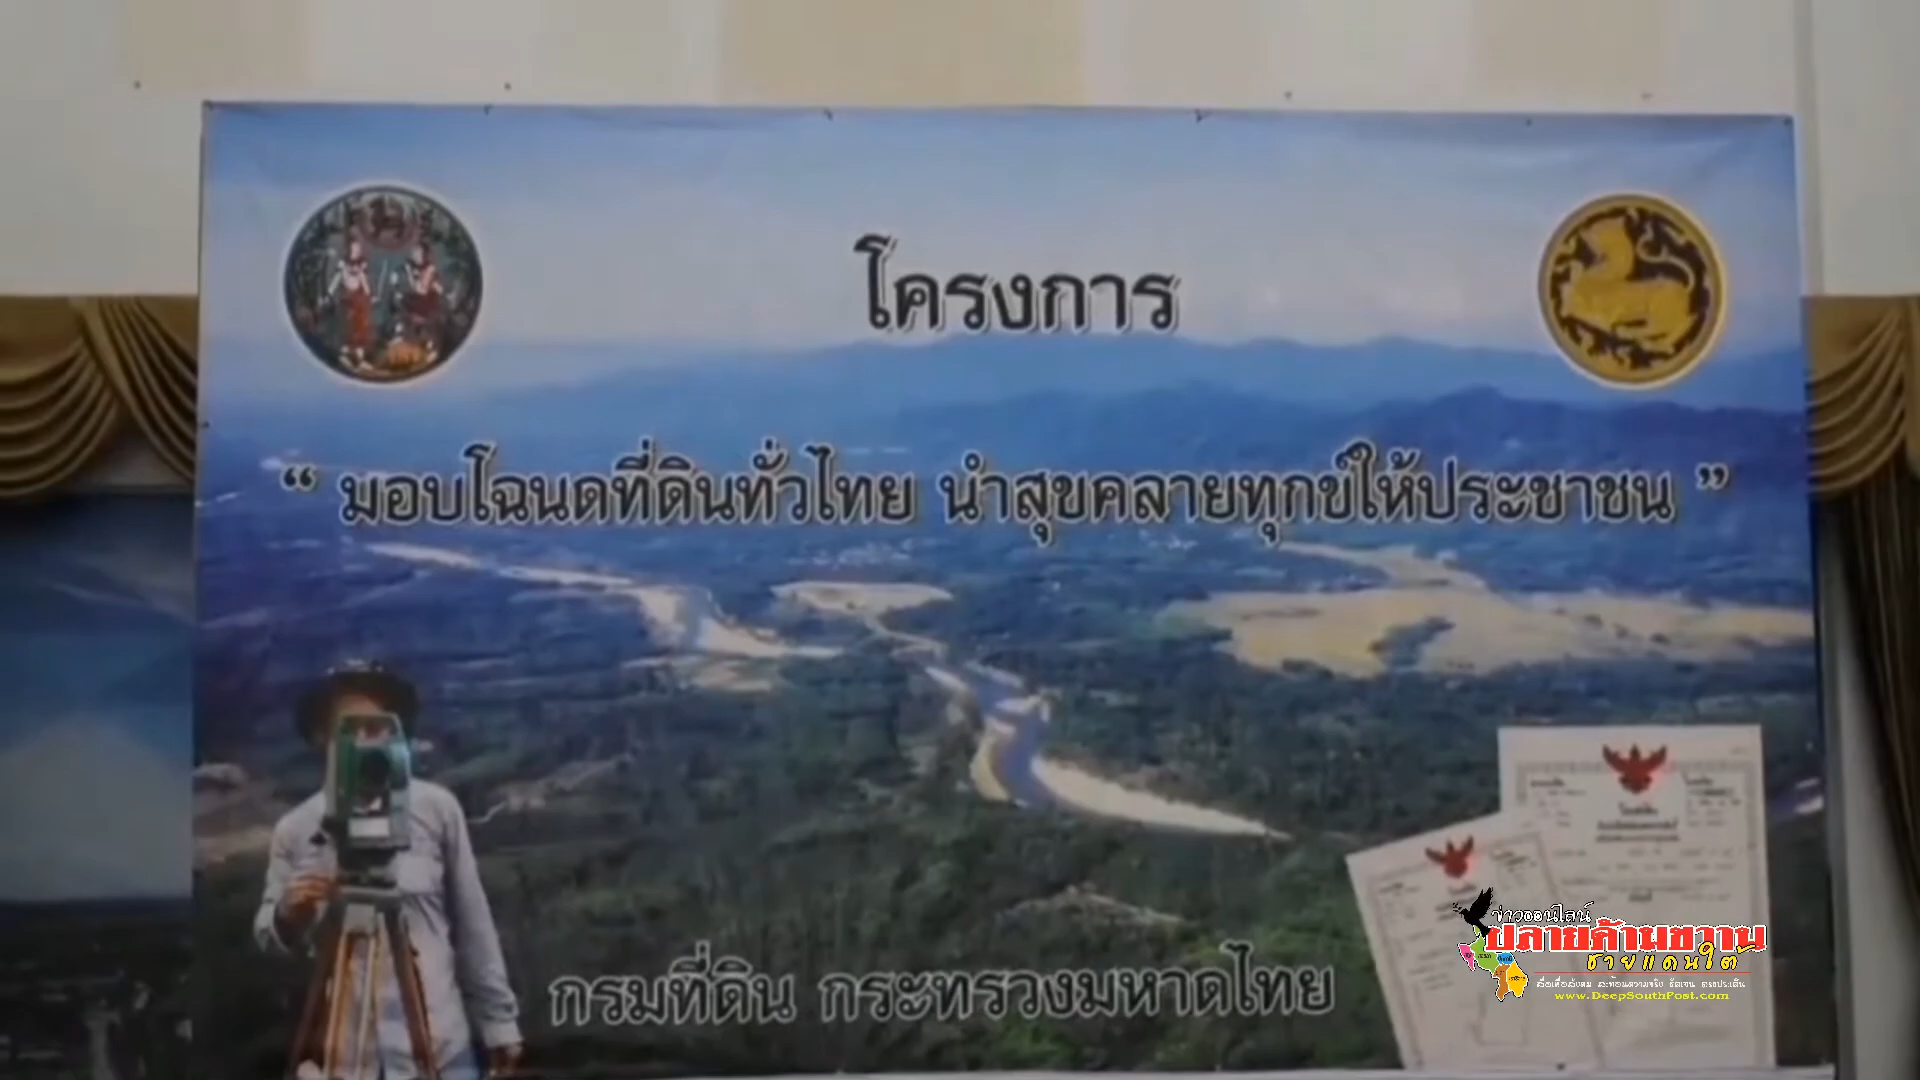 โครงการ
“ มอบโฉนดที่ดินทั่วไทย นำสุขคลายทุกข์ให้ประชาชน ”
กรมที่ดิน กระทรวงมหาดไทย
ข่าวออนไลน์
ปลายด้ามขวาน
ชายแดนใต้
www.DeepSouthPost.com